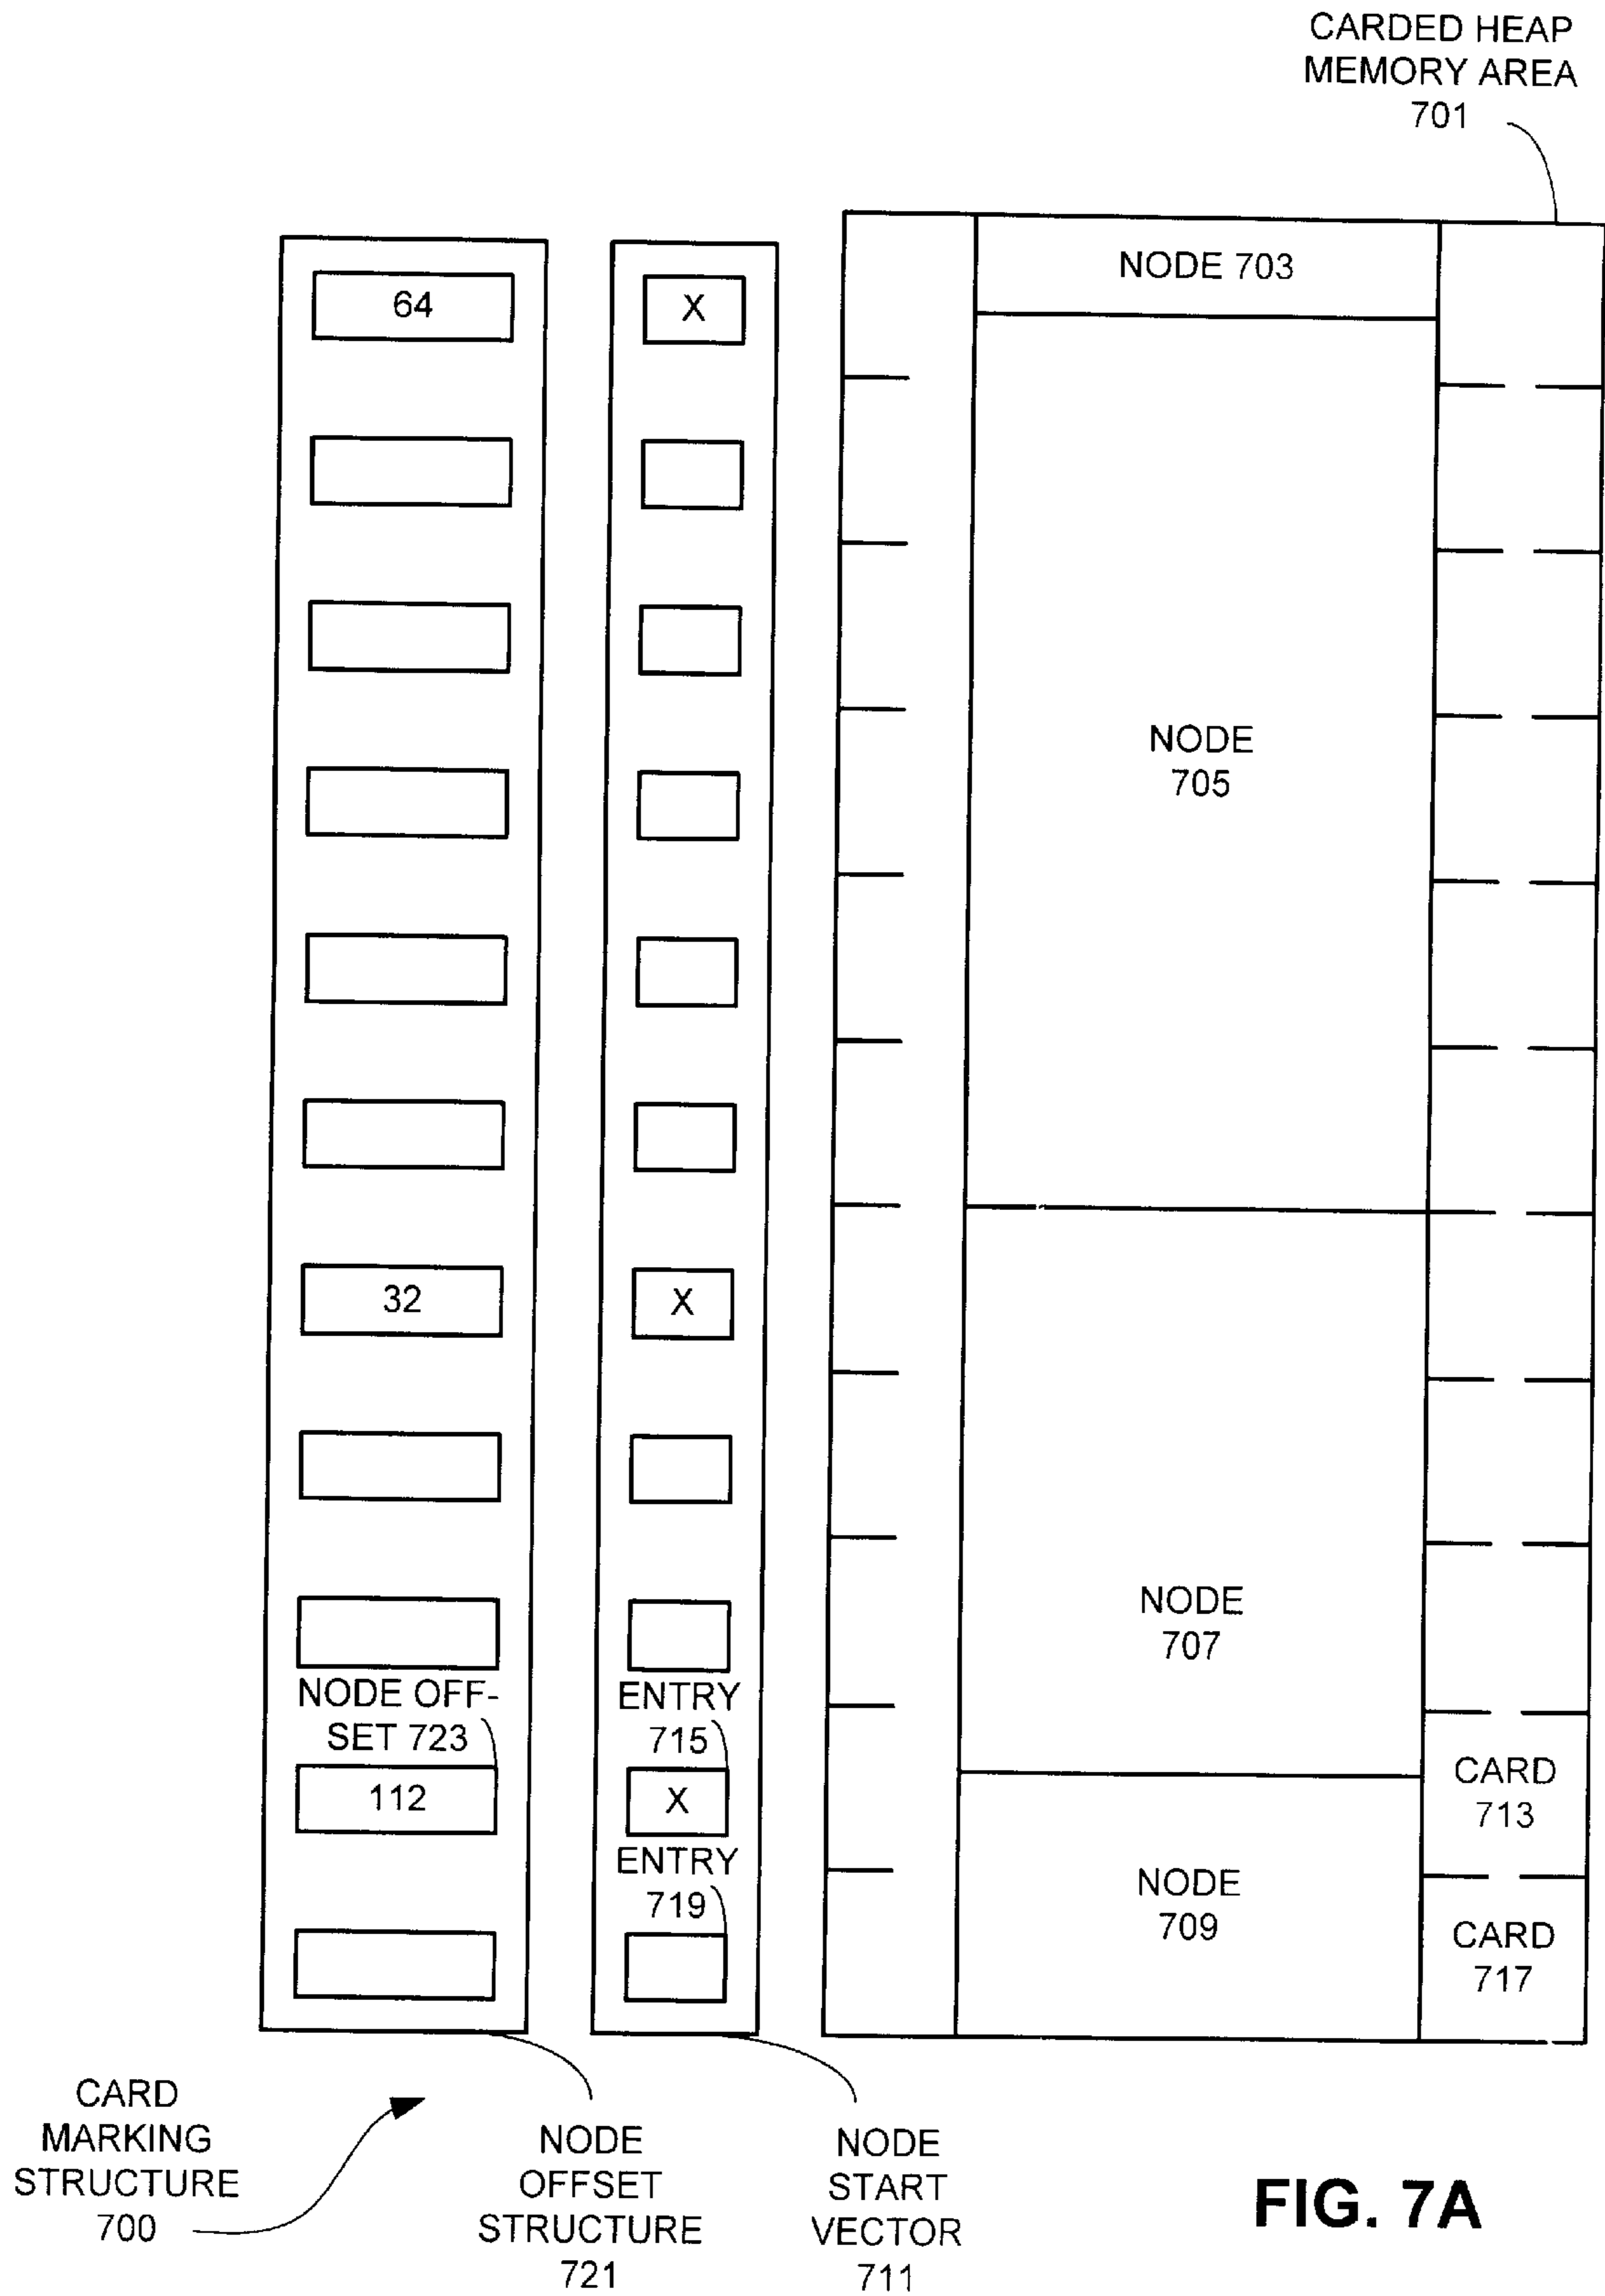 CARDED HEAP
MEMORY AREA
701
64
X
NODE 703
NODE
705
32
X
NODE
707
NODE OFF-
SET 723
ENTRY
715
112
X
CARD
713
ENTRY
719
NODE
709
CARD
717
CARD
MARKING
STRUCTURE
700
NODE
OFFSET
STRUCTURE
721
NODE
START
VECTOR
711
FIG. 7A